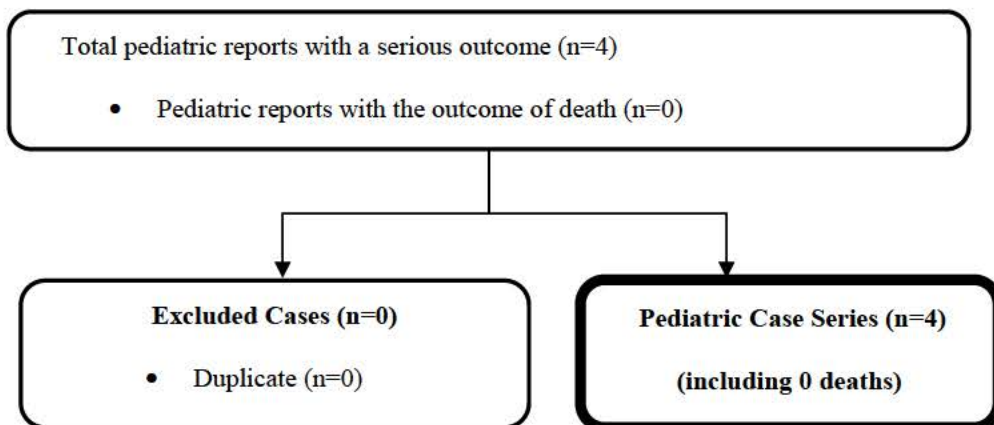 Total pediatric reports with a serious outcome (n=4)
• Pediatric reports with the outcome of death (n=0)
Excluded Cases (n=0)
• Duplicate (n=0)
Pediatric Case Series (n=4)
(including 0 deaths)